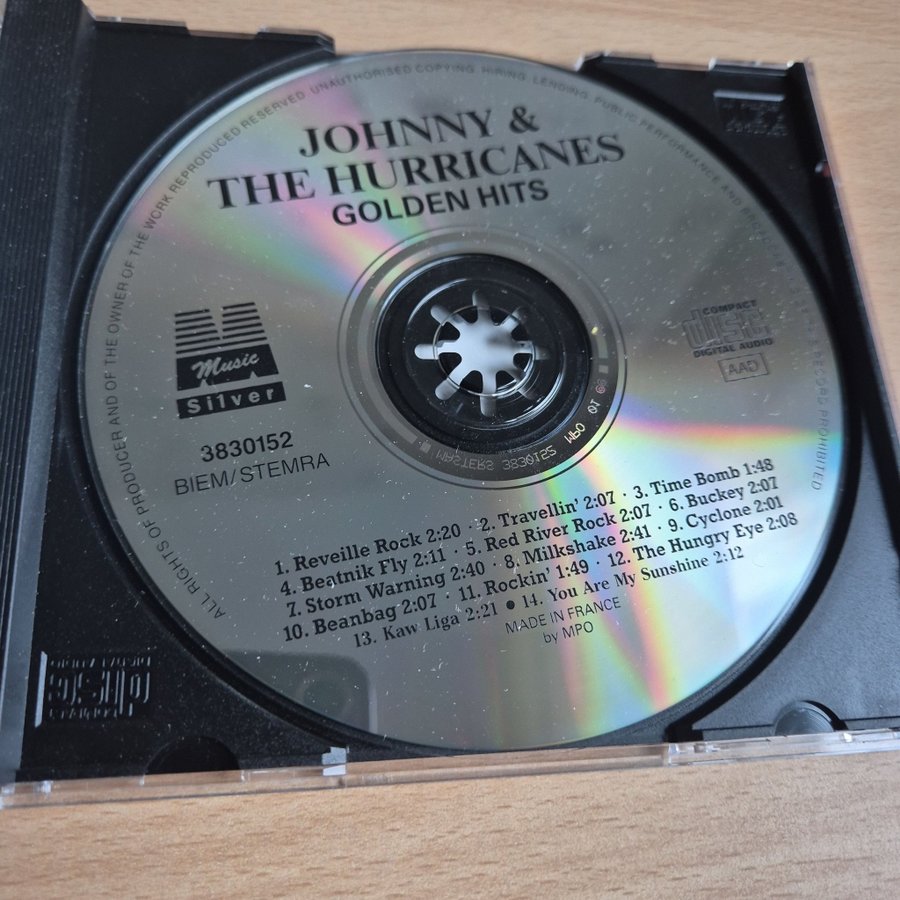 ALL RIGHTS OF PRODUCER AND OF THE OWNER OF THE WORK REPRODUCED RESERVED. UNAUTHORISED COPYING. HIRING. LENDING. PUBLIC PERFORMANCE AND RECORD PROHIBITED
JOHNNY &
THE HURRICANES
GOLDEN HITS
Music
Silver
COMPACT
disc
DIGITAL AUDIO
AAD
3830152
BIEM/STEMRA
MASTERS 3830152 MPO 01
1. Reveille Rock 2:20 · 2. Travellin' 2:07 · 3. Time Bomb 1:48
4. Beatnik Fly 2:11 · 5. Red River Rock 2:07 · 6. Buckey 2:07
7. Storm Warning 2:40 · 8. Milkshake 2:41 · 9. Cyclone 2:01
10. Beanbag 2:07 · 11. Rockin' 1:49 · 12. The Hungry Eye 2:08
13. Kaw Liga 2:21 • 14. You Are My Sunshine 2:12
MADE IN FRANCE
by MPO